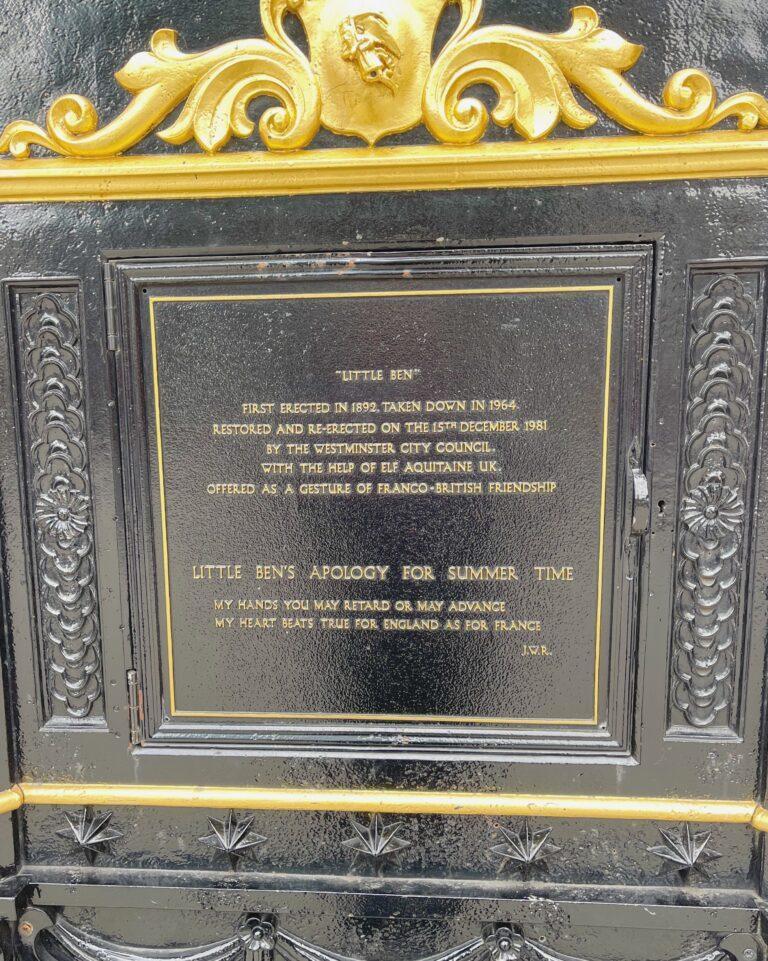 "LITTLE BEN"
FIRST ERECTED IN 1892, TAKEN DOWN IN 1964.
RESTORED AND RE-ERECTED ON THE 15TH DECEMBER 1981
BY THE WESTMINSTER CITY COUNCIL.
WITH THE HELP OF ELF AQUITAINE UK.
OFFERED AS A GESTURE OF FRANCO-BRITISH FRIENDSHIP
LITTLE BEN'S APOLOGY FOR SUMMER TIME
MY HANDS YOU MAY RETARD OR MAY ADVANCE
MY HEART BEATS TRUE FOR ENGLAND AS FOR FRANCE
J.W.R.